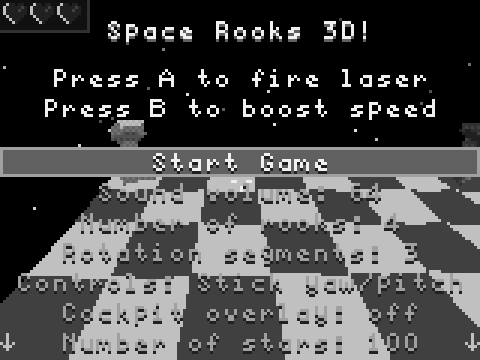 Space Rooks 3D!
Press A to fire laser
Press B to boost speed
Start Game
Sound volume: 64
Number of rooks: 4
Rotation segments: 3
Controls: Stick Yaw/Pitch
Cockpit overlay: off
Number of stars: 100